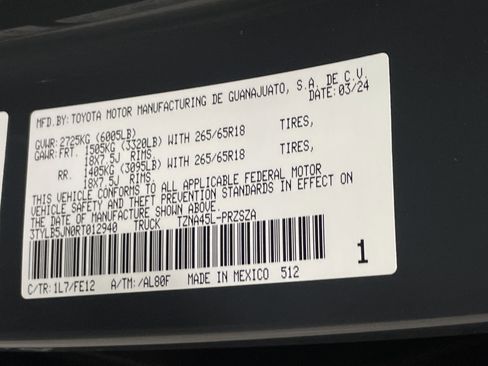 MFD.BY: TOYOTA MOTOR MANUFACTURING DE GUANAJUATO, S.A. DE C.V.
DATE: 03/24
GVWR: 2725KG (6005LB)
GAWR: FRT. 1505KG (3320LB) WITH 265/65R18 TIRES,
18X7.5J RIMS,
RR. 1405KG (3095LB) WITH 265/65R18 TIRES,
18X7.5J RIMS.
THIS VEHICLE CONFORMS TO ALL APPLICABLE FEDERAL MOTOR
VEHICLE SAFETY AND THEFT PREVENTION STANDARDS IN EFFECT ON
THE DATE OF MANUFACTURE SHOWN ABOVE.
3TYLB5JN0RT012940 TRUCK TZNA45L-PRZSZA
1
C/TR: 1L7/FE12 A/TM: /AL80F MADE IN MEXICO 512